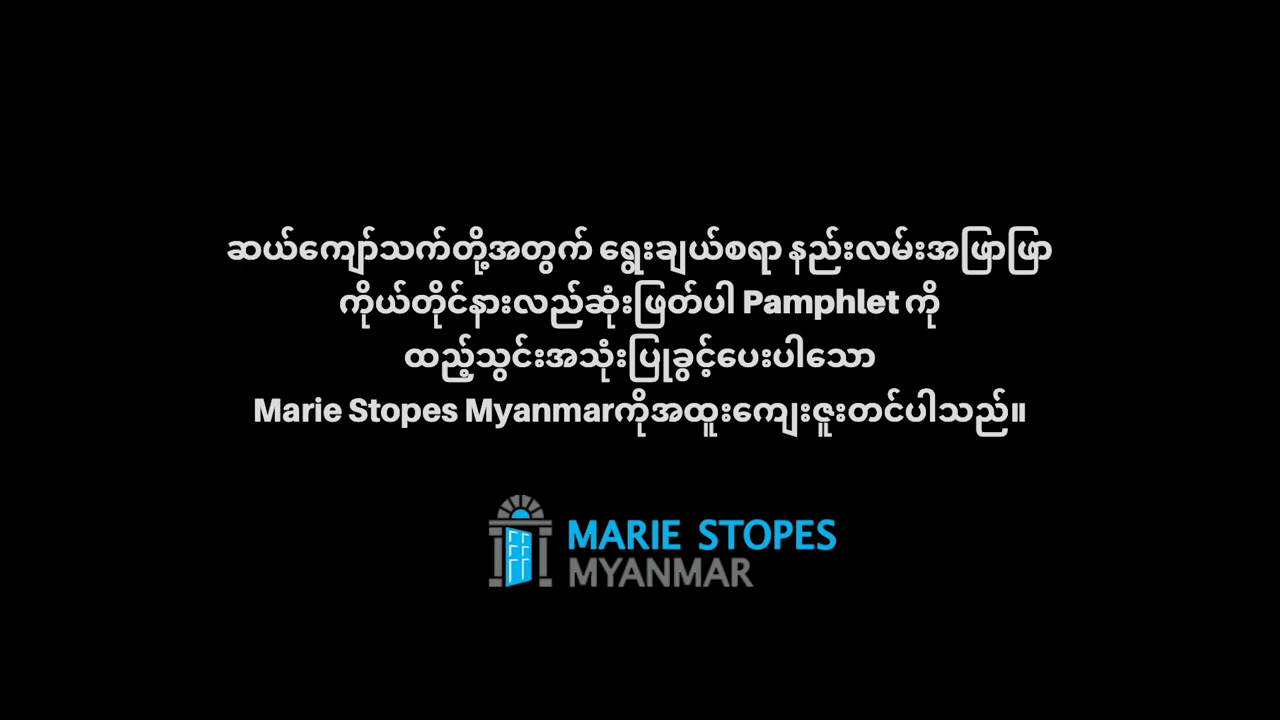 ဆယ်ကျော်သက်တို့အတွက် ရွေးချယ်စရာ နည်းလမ်းအဖြာဖြာ
ကိုယ်တိုင်နားလည်ဆုံးဖြတ်ပါ Pamphlet ကို
ထည့်သွင်းအသုံးပြုခွင့်ပေးပါသော
Marie Stopes Myanmarကိုအထူးကျေးဇူးတင်ပါသည်။
MARIE STOPES
MYANMAR